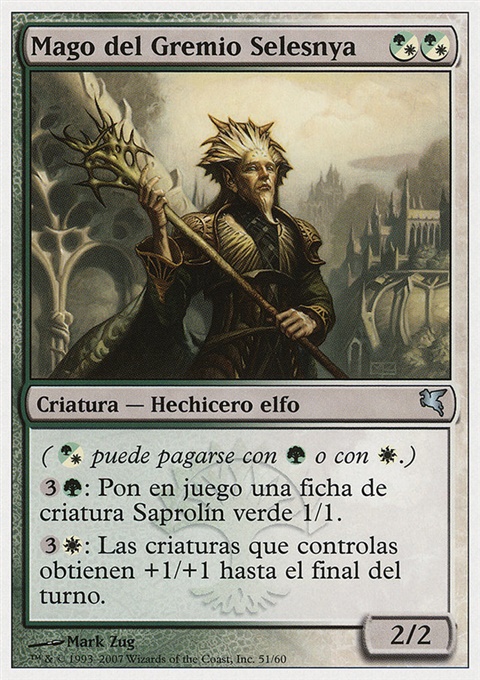 Mago del Gremio Selesnya
Criatura — Hechicero elfo
( puede pagarse con o con .)
3 : Pon en juego una ficha de
criatura Saprolín verde 1/1.
3 : Las criaturas que controlas
obtienen +1/+1 hasta el final del
turno.
2/2
Mark Zug
™ & © 1993–2007 Wizards of the Coast, Inc. 51/60